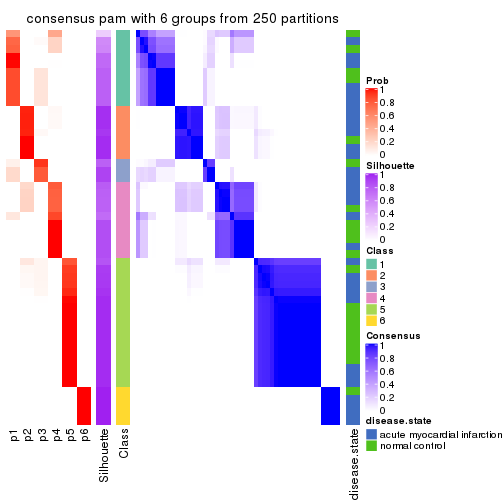 consensus pam with 6 groups from 250 partitions
Prob
1
0.8
0.6
0.4
0.2
0
Silhouette
1
0.8
0.6
0.4
0.2
0
Class
1
2
3
4
5
6
Consensus
1
0.8
0.6
0.4
0.2
0
disease.state
acute myocardial infarction
normal control
p1
p2
p3
p4
p5
p6
Silhouette
Class
disease.state